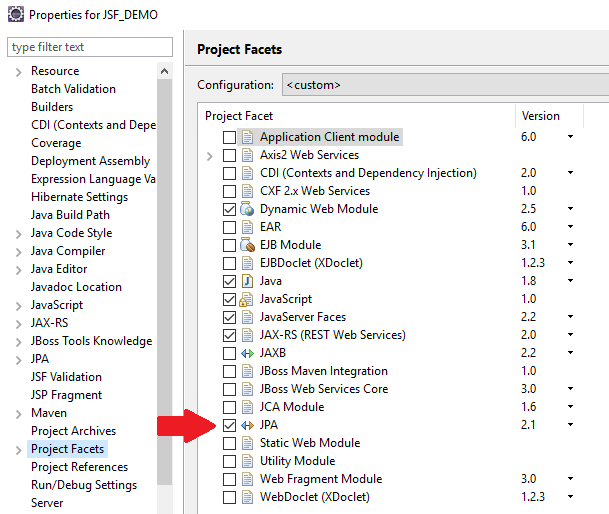 Properties for JSF_DEMO
type filter text
Resource
Batch Validation
Builders
CDI (Contexts and Depe
Coverage
Deployment Assembly
Expression Language Va
Hibernate Settings
Java Build Path
Java Code Style
Java Compiler
Java Editor
Javadoc Location
JavaScript
JAX-RS
JBoss Tools Knowledge
JPA
JSF Validation
JSP Fragment
Maven
Project Archives
Project Facets
Project References
Run/Debug Settings
Server
Project Facets
Configuration: <custom>
Project Facet Version
Application Client module 6.0
Axis2 Web Services
CDI (Contexts and Dependency Injection) 2.0
CXF 2.x Web Services 1.0
Dynamic Web Module 2.5
EAR 6.0
EJB Module 3.1
EJBDoclet (XDoclet) 1.2.3
Java 1.8
JavaScript 1.0
JavaServer Faces 2.2
JAX-RS (REST Web Services) 2.0
JAXB 2.2
JBoss Maven Integration 1.0
JBoss Web Services Core 3.0
JCA Module 1.6
JPA 2.1
Static Web Module
Utility Module
Web Fragment Module 3.0
WebDoclet (XDoclet) 1.2.3